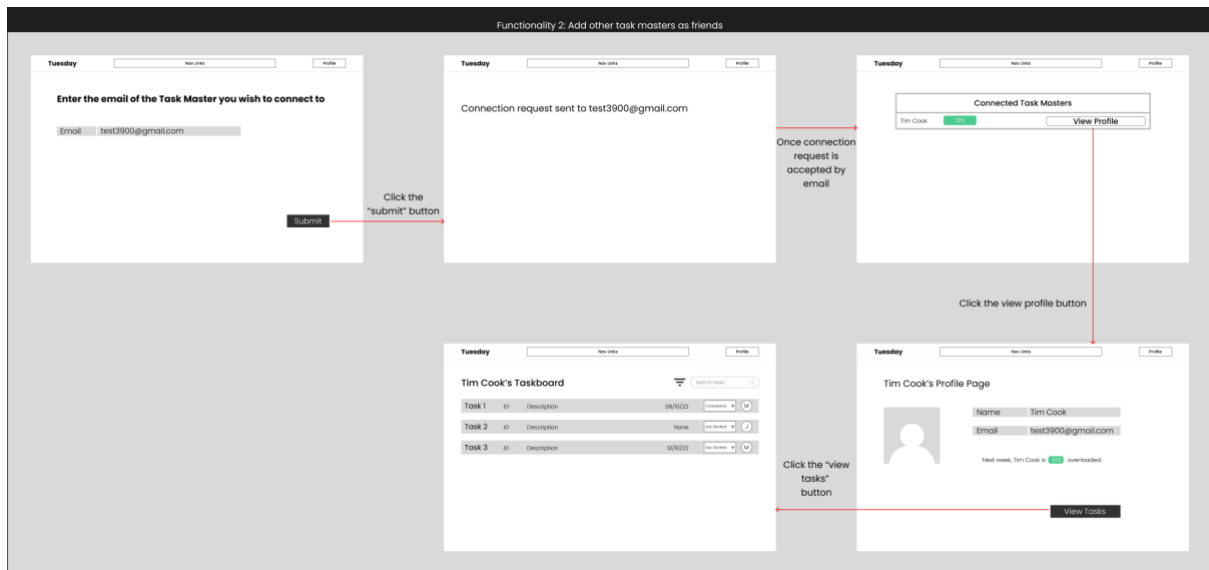 Functionality 2: Add other task masters as friends
Tuesday
Nav Links
Profile
Enter the email of the Task Master you wish to connect to
Email test3900@gmail.com
Submit
Click the
"submit" button
Tuesday
Nav Links
Profile
Connection request sent to test3900@gmail.com
Once connection
request is
accepted by
email
Tuesday
Nav Links
Profile
Connected Task Masters
Tim Cook
View Profile
Click the view profile button
Tuesday
Nav Links
Profile
Tim Cook's Profile Page
Name Tim Cook
Email test3900@gmail.com
Next week, Tim Cook is
overloaded.
View Tasks
Click the "view
tasks"
button
Tuesday
Nav Links
Profile
Tim Cook's Taskboard
Search tasks
Task 1 ID Description 06/10/22 Completed M
Task 2 ID Description None Not Started J
Task 3 ID Description 10/10/22 Not Started M